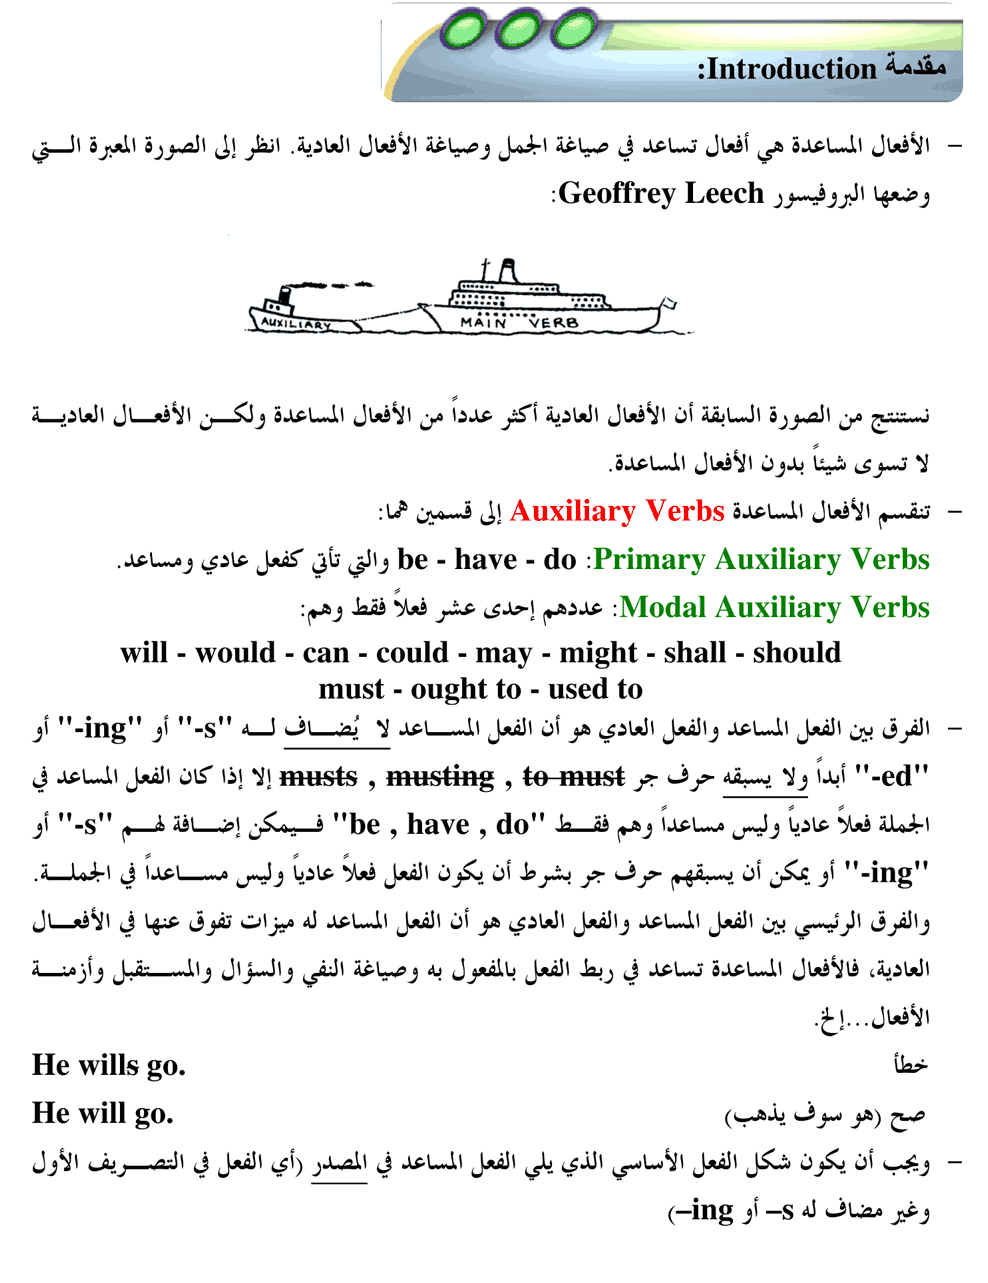 مقدمة Introduction:
– الأفعال المساعدة هي أفعال تساعد في صياغة الجمل وصياغة الأفعال العادية. انظر إلى الصورة المعبرة التي
وضعها البروفيسور Geoffrey Leech:
AUXILIARY MAIN VERB
نستنتج من الصورة السابقة أن الأفعال العادية أكثر عدداً من الأفعال المساعدة ولكن الأفعال العادية
لا تسوى شيئاً بدون الأفعال المساعدة.
– تنقسم الأفعال المساعدة Auxiliary Verbs إلى قسمين هما:
Primary Auxiliary Verbs: be - have - do والتي تأتي كفعل عادي ومساعد.
Modal Auxiliary Verbs: عددهم إحدى عشر فعلاً فقط وهم:
will - would - can - could - may - might - shall - should
must - ought to - used to
– الفرق بين الفعل المساعد والفعل العادي هو أن الفعل المساعد لا يُضاف له "-s" أو "-ing" أو
"-ed" أبداً ولا يسبقه حرف جر musts , musting , to must إلا إذا كان الفعل المساعد في
الجملة فعلاً عادياً وليس مساعداً وهم فقط "be , have , do" فيمكن إضافة لهم "-s" أو
"-ing" أو يمكن أن يسبقهم حرف جر بشرط أن يكون الفعل فعلاً عادياً وليس مساعداً في الجملة.
والفرق الرئيسي بين الفعل المساعد والفعل العادي هو أن الفعل المساعد له ميزات تفوق عنها في الأفعال
العادية، فالأفعال المساعدة تساعد في ربط الفعل بالمفعول به وصياغة النفي والسؤال والمستقبل وأزمنة
الأفعال...إلخ.
خطأ He wills go.
صح (هو سوف يذهب) He will go.
– ويجب أن يكون شكل الفعل الأساسي الذي يلي الفعل المساعد في المصدر (أي الفعل في التصريف الأول
وغير مضاف له –s أو –ing)